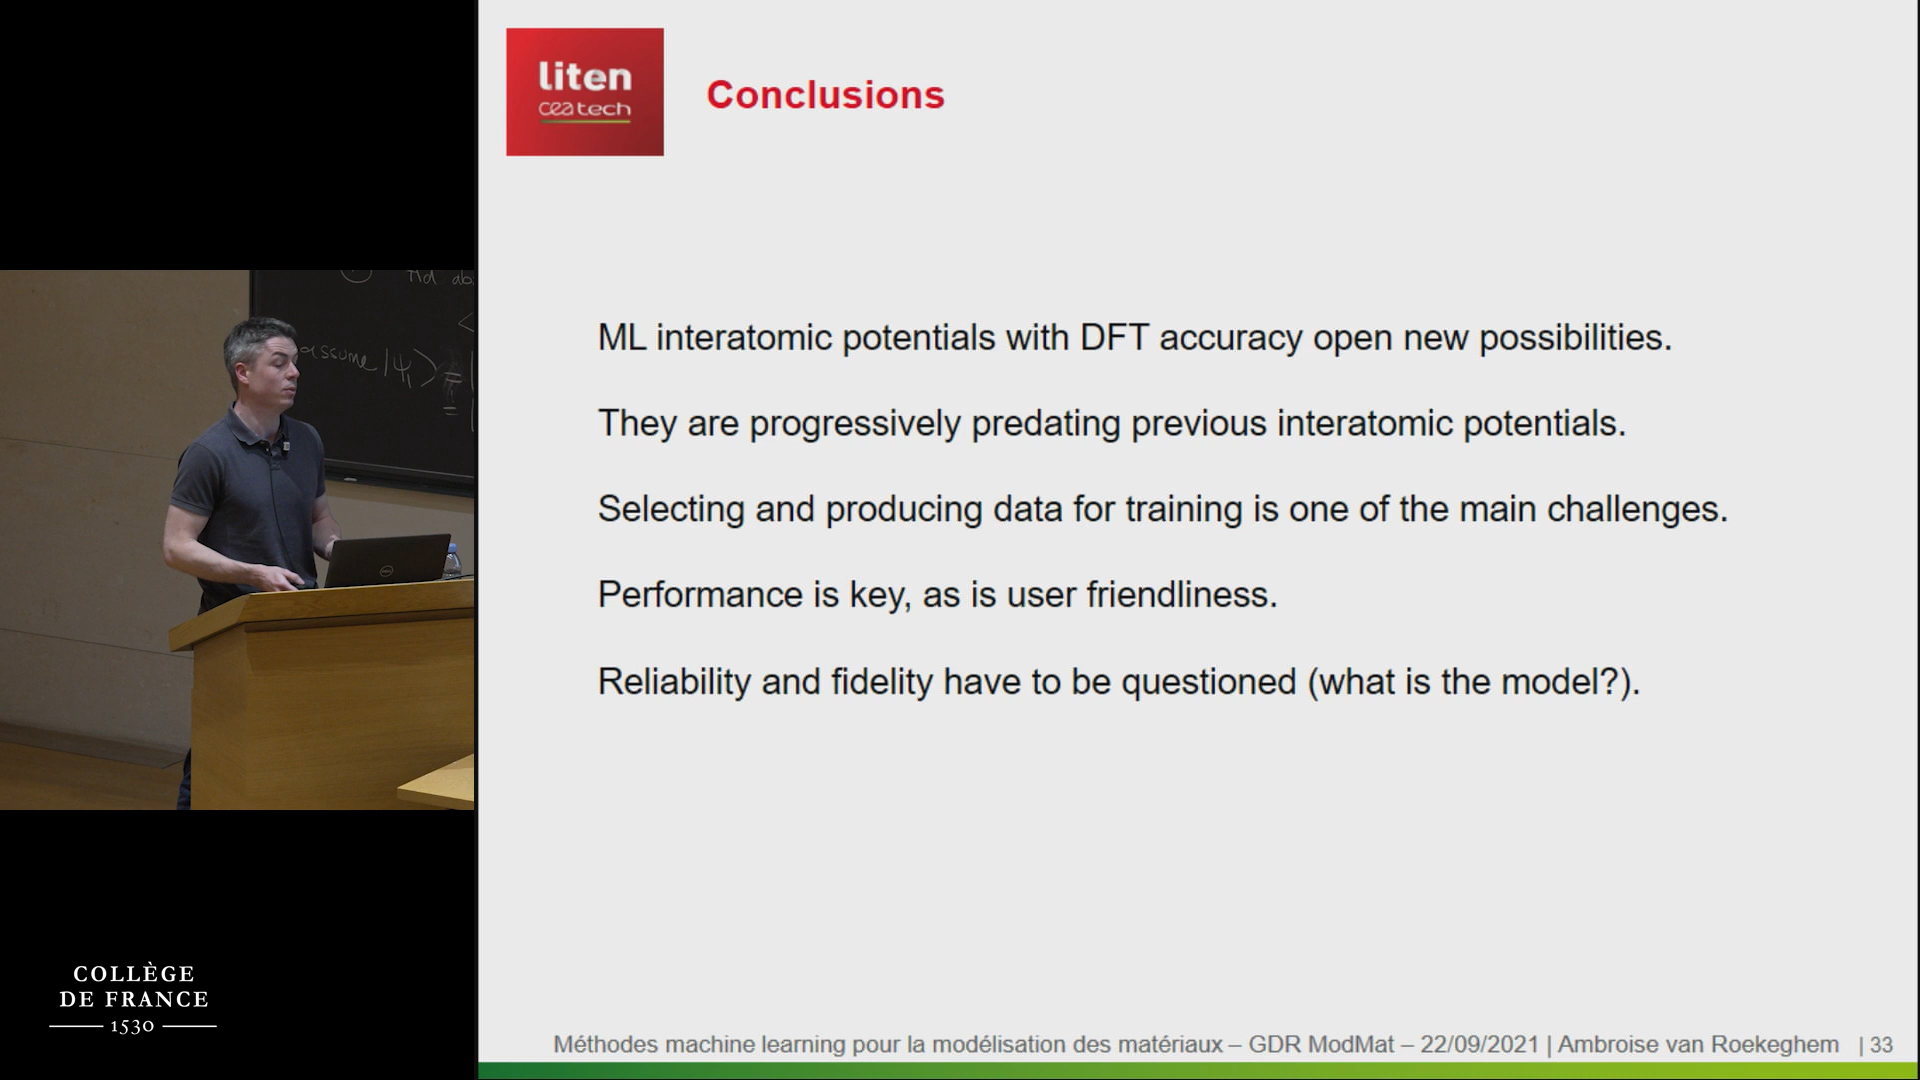 liten
ceatech
Conclusions
ML interatomic potentials with DFT accuracy open new possibilities.
They are progressively predating previous interatomic potentials.
Selecting and producing data for training is one of the main challenges.
Performance is key, as is user friendliness.
Reliability and fidelity have to be questioned (what is the model?).
Méthodes machine learning pour la modélisation des matériaux – GDR ModMat – 22/09/2021 | Ambroise van Roekeghem | 33
assume |ψ₁⟩ =
=
COLLÈGE
DE FRANCE
1530